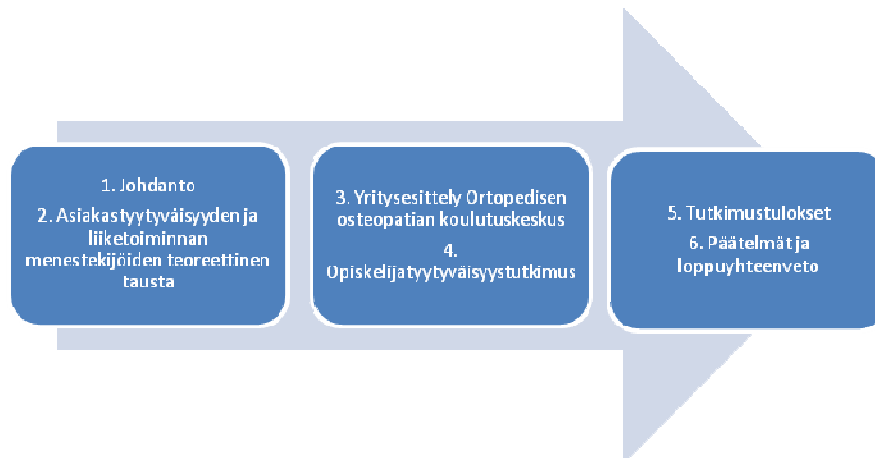 1. Johdanto
2. Asiakastyytyväisyyden ja
liiketoiminnan
menestekijöiden teoreettinen
tausta
3. Yritysesittely Ortopedisen
osteopatian koulutuskeskus
4.
Opiskelijatyytyväisyystutkimus
5. Tutkimustulokset
6. Päätelmät ja
loppuyhteenveto